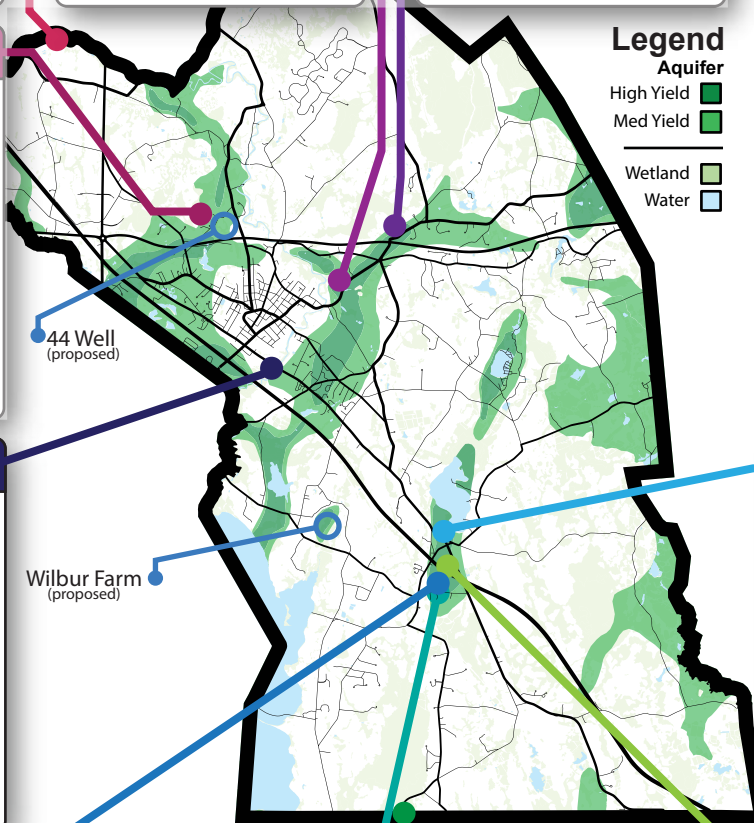 Legend
Aquifer
High Yield
Med Yield
Wetland
Water
44 Well
(proposed)
Wilbur Farm
(proposed)